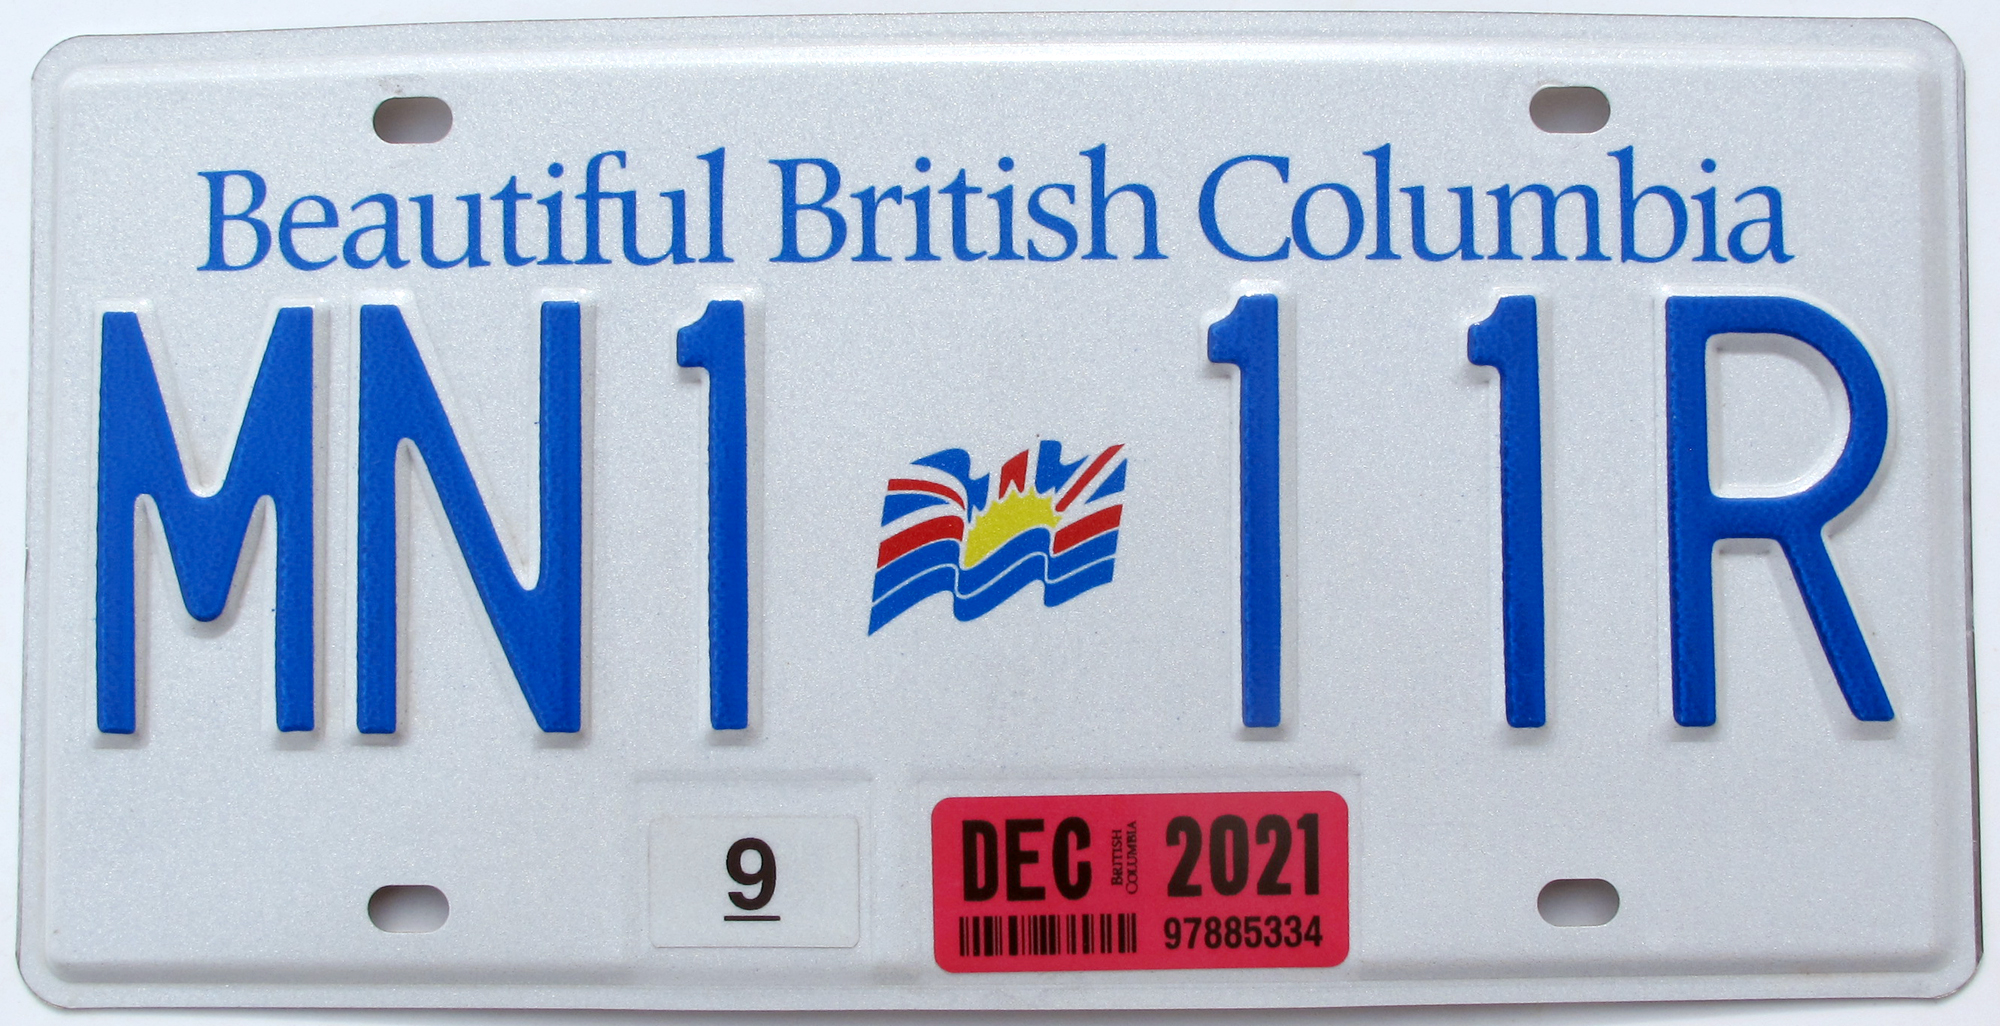 Beautiful British Columbia
MN1 11R
9
DEC BRITISH COLUMBIA 2021
97885334